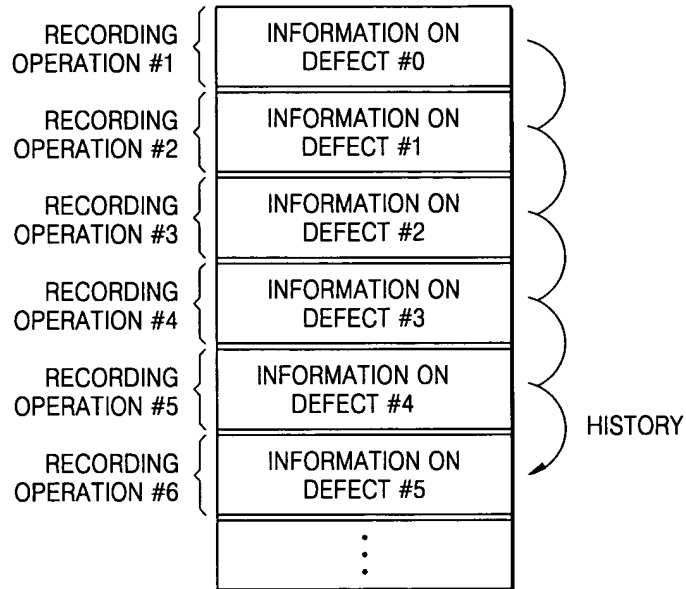 RECORDING
OPERATION #1
INFORMATION ON
DEFECT #0
RECORDING
OPERATION #2
INFORMATION ON
DEFECT #1
RECORDING
OPERATION #3
INFORMATION ON
DEFECT #2
RECORDING
OPERATION #4
INFORMATION ON
DEFECT #3
RECORDING
OPERATION #5
INFORMATION ON
DEFECT #4
HISTORY
RECORDING
OPERATION #6
INFORMATION ON
DEFECT #5